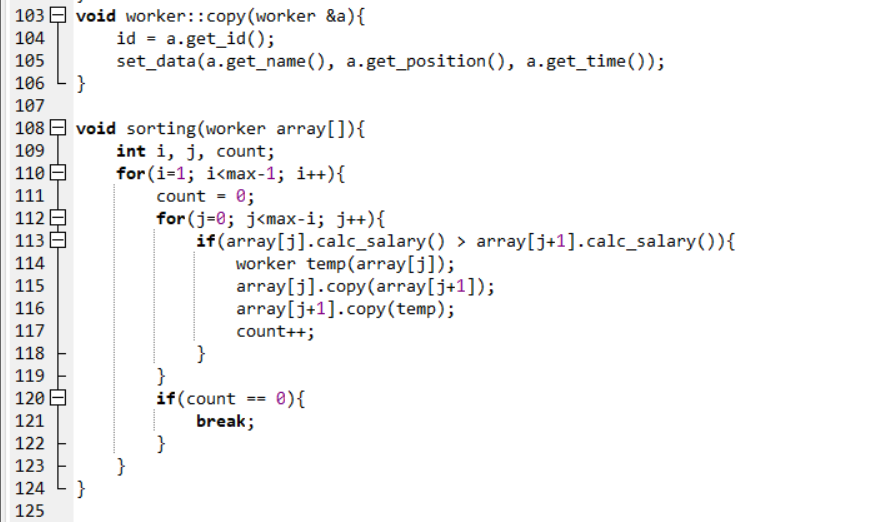 103 void worker::copy(worker &a){
104     id = a.get_id();
105     set_data(a.get_name(), a.get_position(), a.get_time());
106 }
107
108 void sorting(worker array[]){
109     int i, j, count;
110     for(i=1; i<max-1; i++){
111         count = 0;
112         for(j=0; j<max-i; j++){
113             if(array[j].calc_salary() > array[j+1].calc_salary()){
114                 worker temp(array[j]);
115                 array[j].copy(array[j+1]);
116                 array[j+1].copy(temp);
117                 count++;
118             }
119         }
120         if(count == 0){
121             break;
122         }
123     }
124 }
125